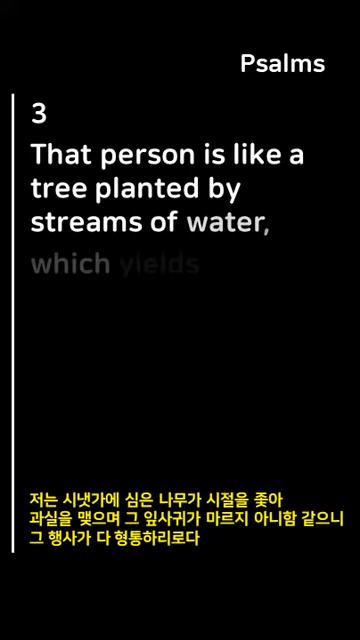 Psalms
3
That person is like a
tree planted by
streams of water,
which yields
저는 시냇가에 심은 나무가 시절을 좇아
과실을 맺으며 그 잎사귀가 마르지 아니함 같으니
그 행사가 다 형통하리로다